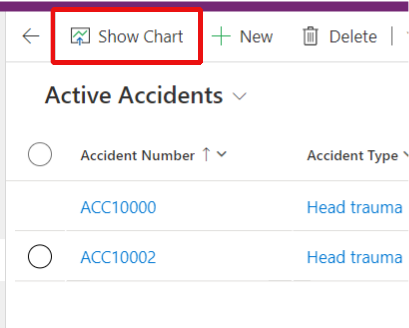 Show Chart New Delete
Active Accidents
Accident Number Accident Type
ACC10000 Head trauma
ACC10002 Head trauma